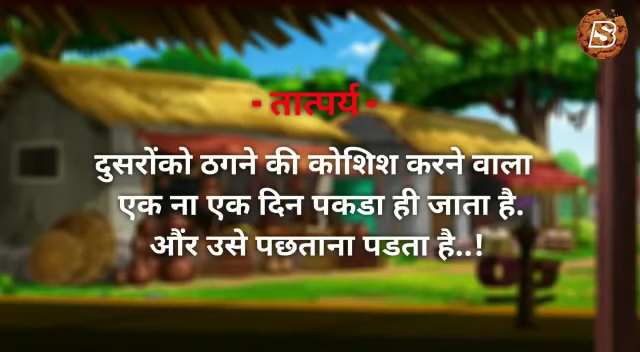 - तात्पर्य -
दुसरोंको ठगने की कोशिश करने वाला
एक ना एक दिन पकडा ही जाता है.
औंर उसे पछताना पडता है..!